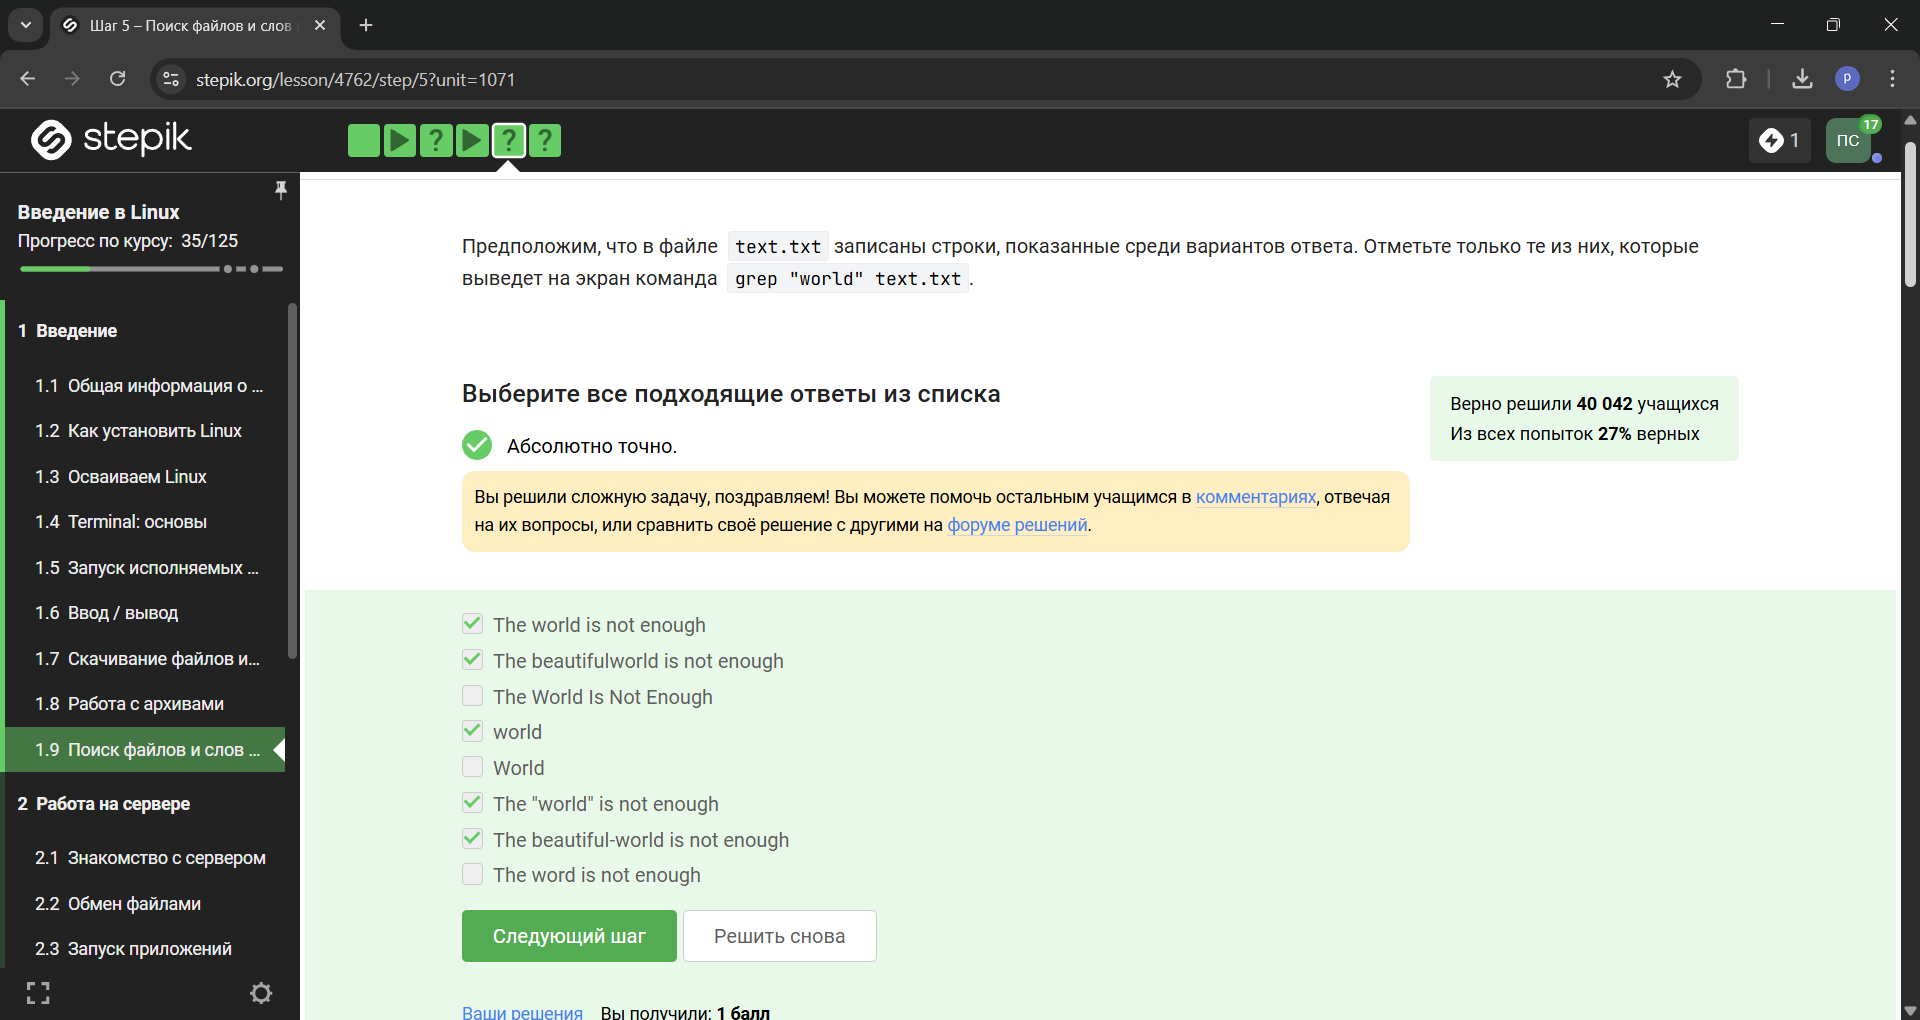 Шаг 5 – Поиск файлов и слов
stepik.org/lesson/4762/step/5?unit=1071
P
stepik
? ? ?
1
ПС
17
Введение в Linux
Прогресс по курсу: 35/125
1 Введение
1.1 Общая информация о ...
1.2 Как установить Linux
1.3 Осваиваем Linux
1.4 Terminal: основы
1.5 Запуск исполняемых ...
1.6 Ввод / вывод
1.7 Скачивание файлов и...
1.8 Работа с архивами
1.9 Поиск файлов и слов ...
2 Работа на сервере
2.1 Знакомство с сервером
2.2 Обмен файлами
2.3 Запуск приложений
Предположим, что в файле text.txt записаны строки, показанные среди вариантов ответа. Отметьте только те из них, которые
выведет на экран команда grep "world" text.txt.
Выберите все подходящие ответы из списка
Верно решили 40 042 учащихся
Из всех попыток 27% верных
Абсолютно точно.
Вы решили сложную задачу, поздравляем! Вы можете помочь остальным учащимся в комментариях, отвечая
на их вопросы, или сравнить своё решение с другими на форуме решений.
The world is not enough
The beautifulworld is not enough
The World Is Not Enough
world
World
The "world" is not enough
The beautiful-world is not enough
The word is not enough
Следующий шаг
Решить снова
Ваши решения Вы получили: 1 балл